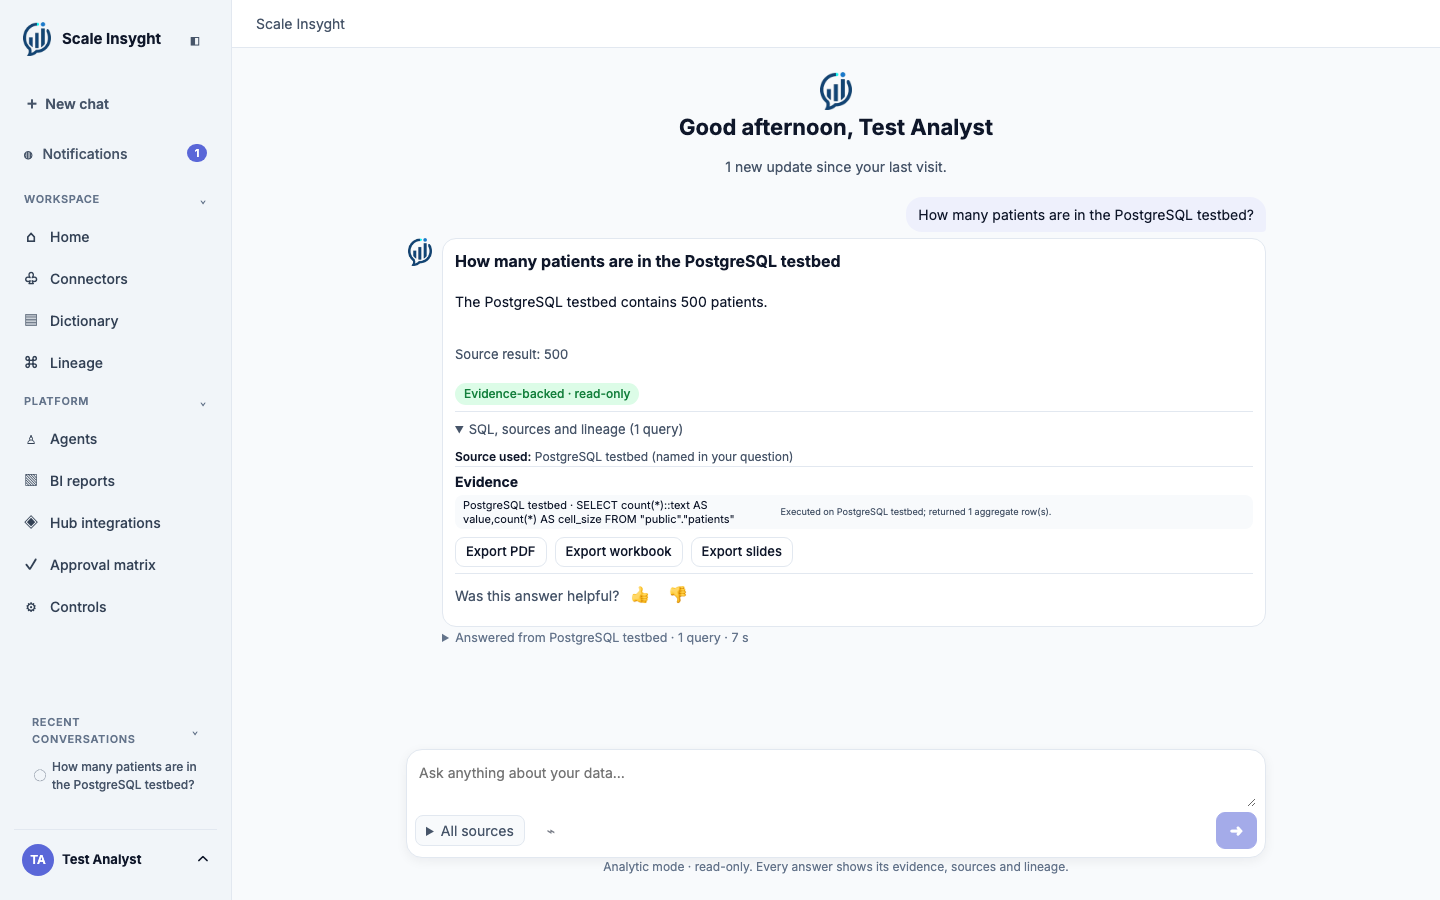 Scale Insyght
New chat
Notifications
1
WORKSPACE
Home
Connectors
Dictionary
Lineage
PLATFORM
Agents
BI reports
Hub integrations
Approval matrix
Controls
RECENT
CONVERSATIONS
How many patients are in
the PostgreSQL testbed?
TA
Test Analyst
Scale Insyght
Good afternoon, Test Analyst
1 new update since your last visit.
How many patients are in the PostgreSQL testbed?
How many patients are in the PostgreSQL testbed
The PostgreSQL testbed contains 500 patients.
Source result: 500
Evidence-backed · read-only
SQL, sources and lineage (1 query)
Source used: PostgreSQL testbed (named in your question)
Evidence
PostgreSQL testbed · SELECT count(*)::text AS
value,count(*) AS cell_size FROM "public"."patients"
Executed on PostgreSQL testbed; returned 1 aggregate row(s).
Export PDF
Export workbook
Export slides
Was this answer helpful? 👍 👎
Answered from PostgreSQL testbed · 1 query · 7 s
Ask anything about your data...
All sources
Analytic mode · read-only. Every answer shows its evidence, sources and lineage.